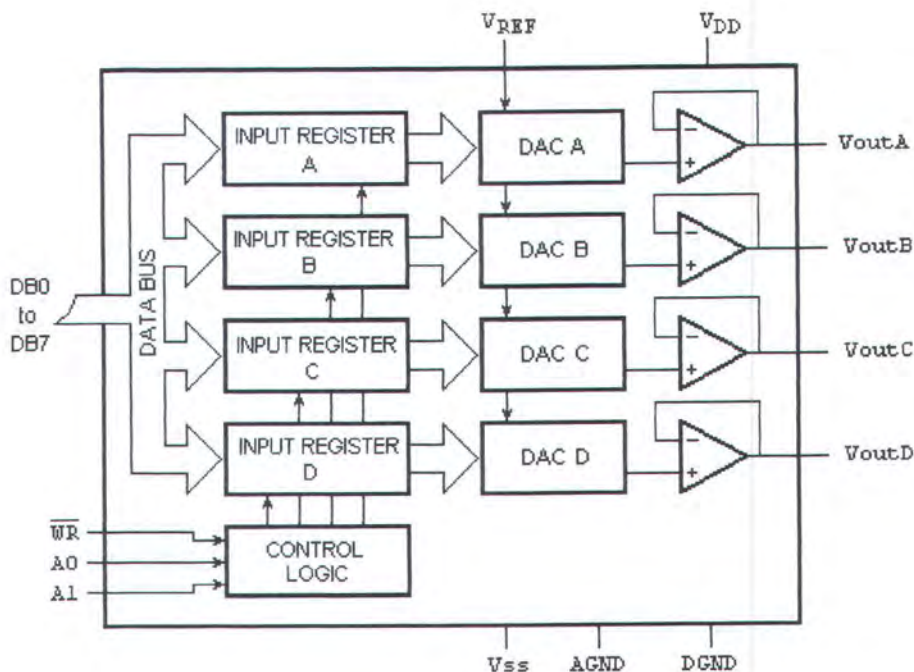 VREF
VDD
INPUT REGISTER
A
DAC A
VoutA
INPUT REGISTER
B
DAC B
VoutB
DB0
to
DB7
DATA BUS
INPUT REGISTER
C
DAC C
VoutC
INPUT REGISTER
D
DAC D
VoutD
WR
A0
A1
CONTROL
LOGIC
Vss
AGND
DGND
-
+
-
+
-
+
-
+